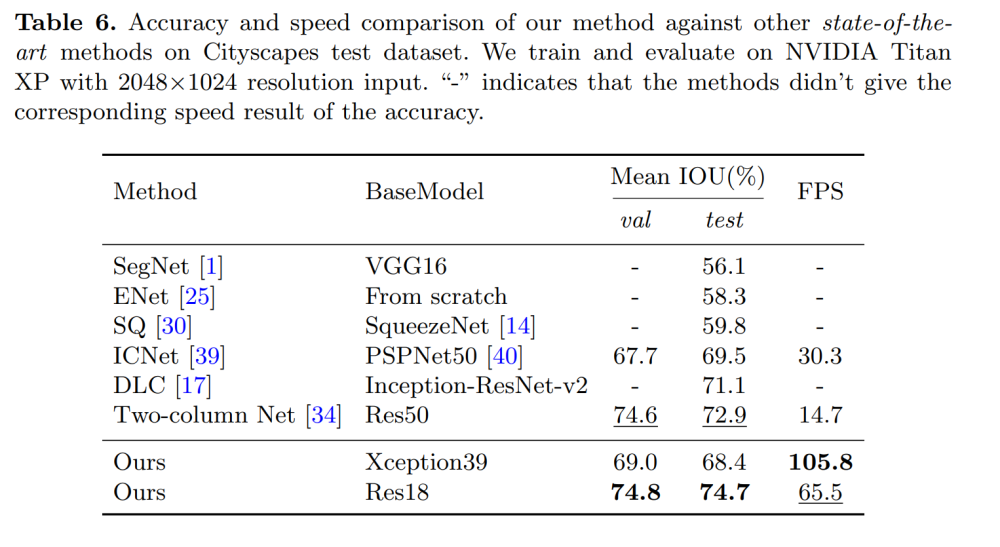 Table 6. Accuracy and speed comparison of our method against other state-of-the-
art methods on Cityscapes test dataset. We train and evaluate on NVIDIA Titan
XP with 2048×1024 resolution input. “-” indicates that the methods didn’t give the
corresponding speed result of the accuracy.
Method BaseModel Mean IOU(%) FPS
val test
SegNet [1] VGG16 - 56.1 -
ENet [25] From scratch - 58.3 -
SQ [30] SqueezeNet [14] - 59.8 -
ICNet [39] PSPNet50 [40] 67.7 69.5 30.3
DLC [17] Inception-ResNet-v2 - 71.1 -
Two-column Net [34] Res50 74.6 72.9 14.7
Ours Xception39 69.0 68.4 105.8
Ours Res18 74.8 74.7 65.5